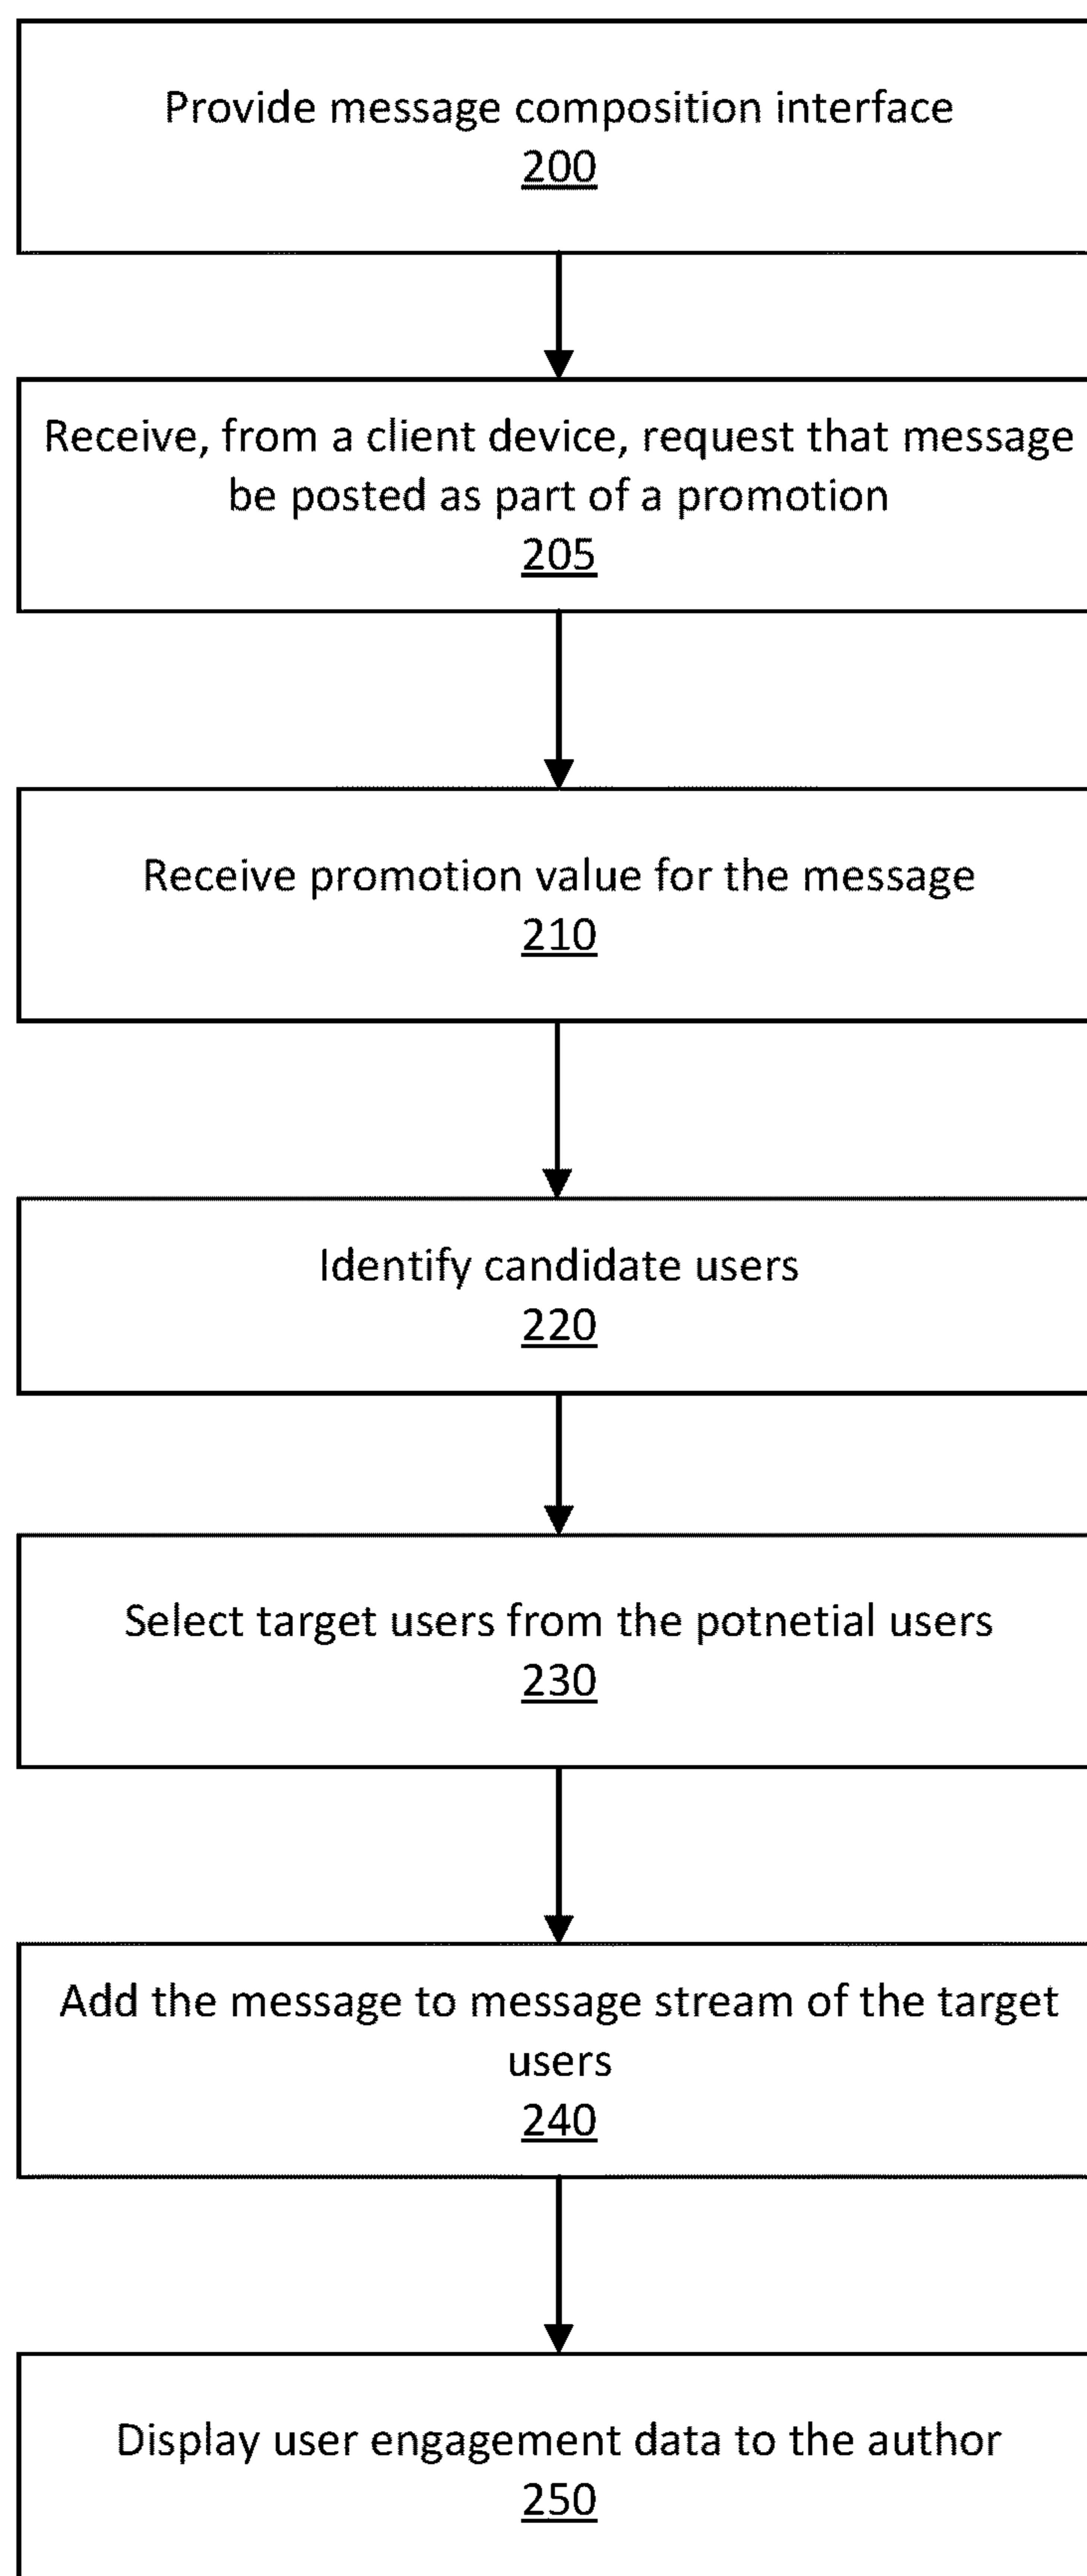 Provide message composition interface
200
Receive, from a client device, request that message
be posted as part of a promotion
205
Receive promotion value for the message
210
Identify candidate users
220
Select target users from the potnetial users
230
Add the message to message stream of the target
users
240
Display user engagement data to the author
250